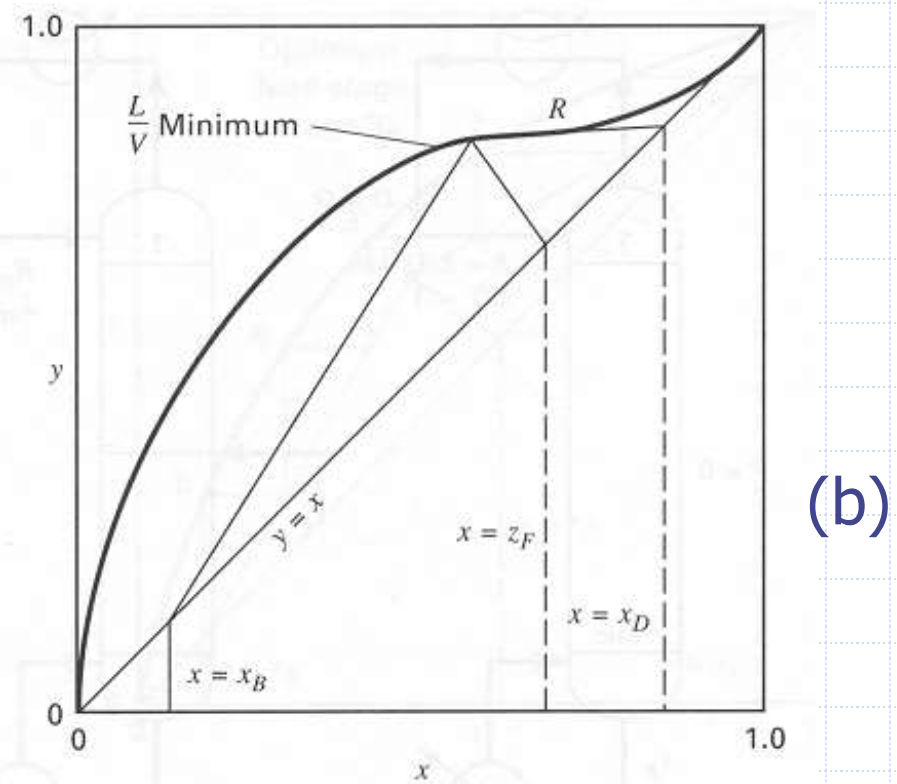 1.0
L/V Minimum
R
y
y = x
(b)
x = z_F
x = x_D
x = x_B
0
0
1.0
x